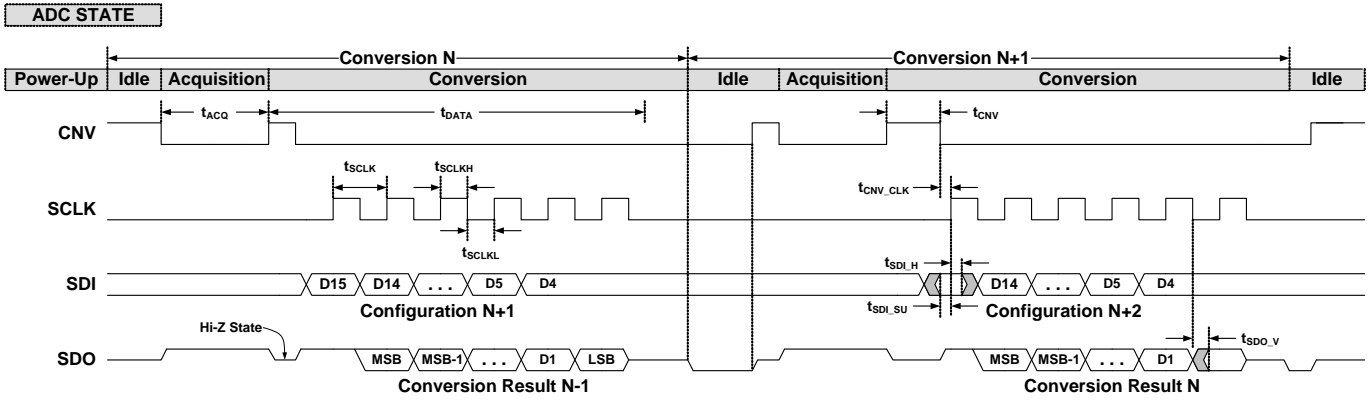 ADC STATE
Conversion N
Conversion N+1
Power-Up Idle Acquisition Conversion Idle Acquisition Conversion Idle
tACQ tDATA tCNV
CNV
tSCLK tSCLKH tCNV_CLK
SCLK
tSCLKL
tSDI_H
SDI D15 D14 . . . D5 D4 D14 . . . D5 D4
tSDI_SU
Configuration N+1 Configuration N+2
Hi-Z State tSDO_V
SDO MSB MSB-1 . . . D1 LSB MSB MSB-1 . . . D1
Conversion Result N-1 Conversion Result N